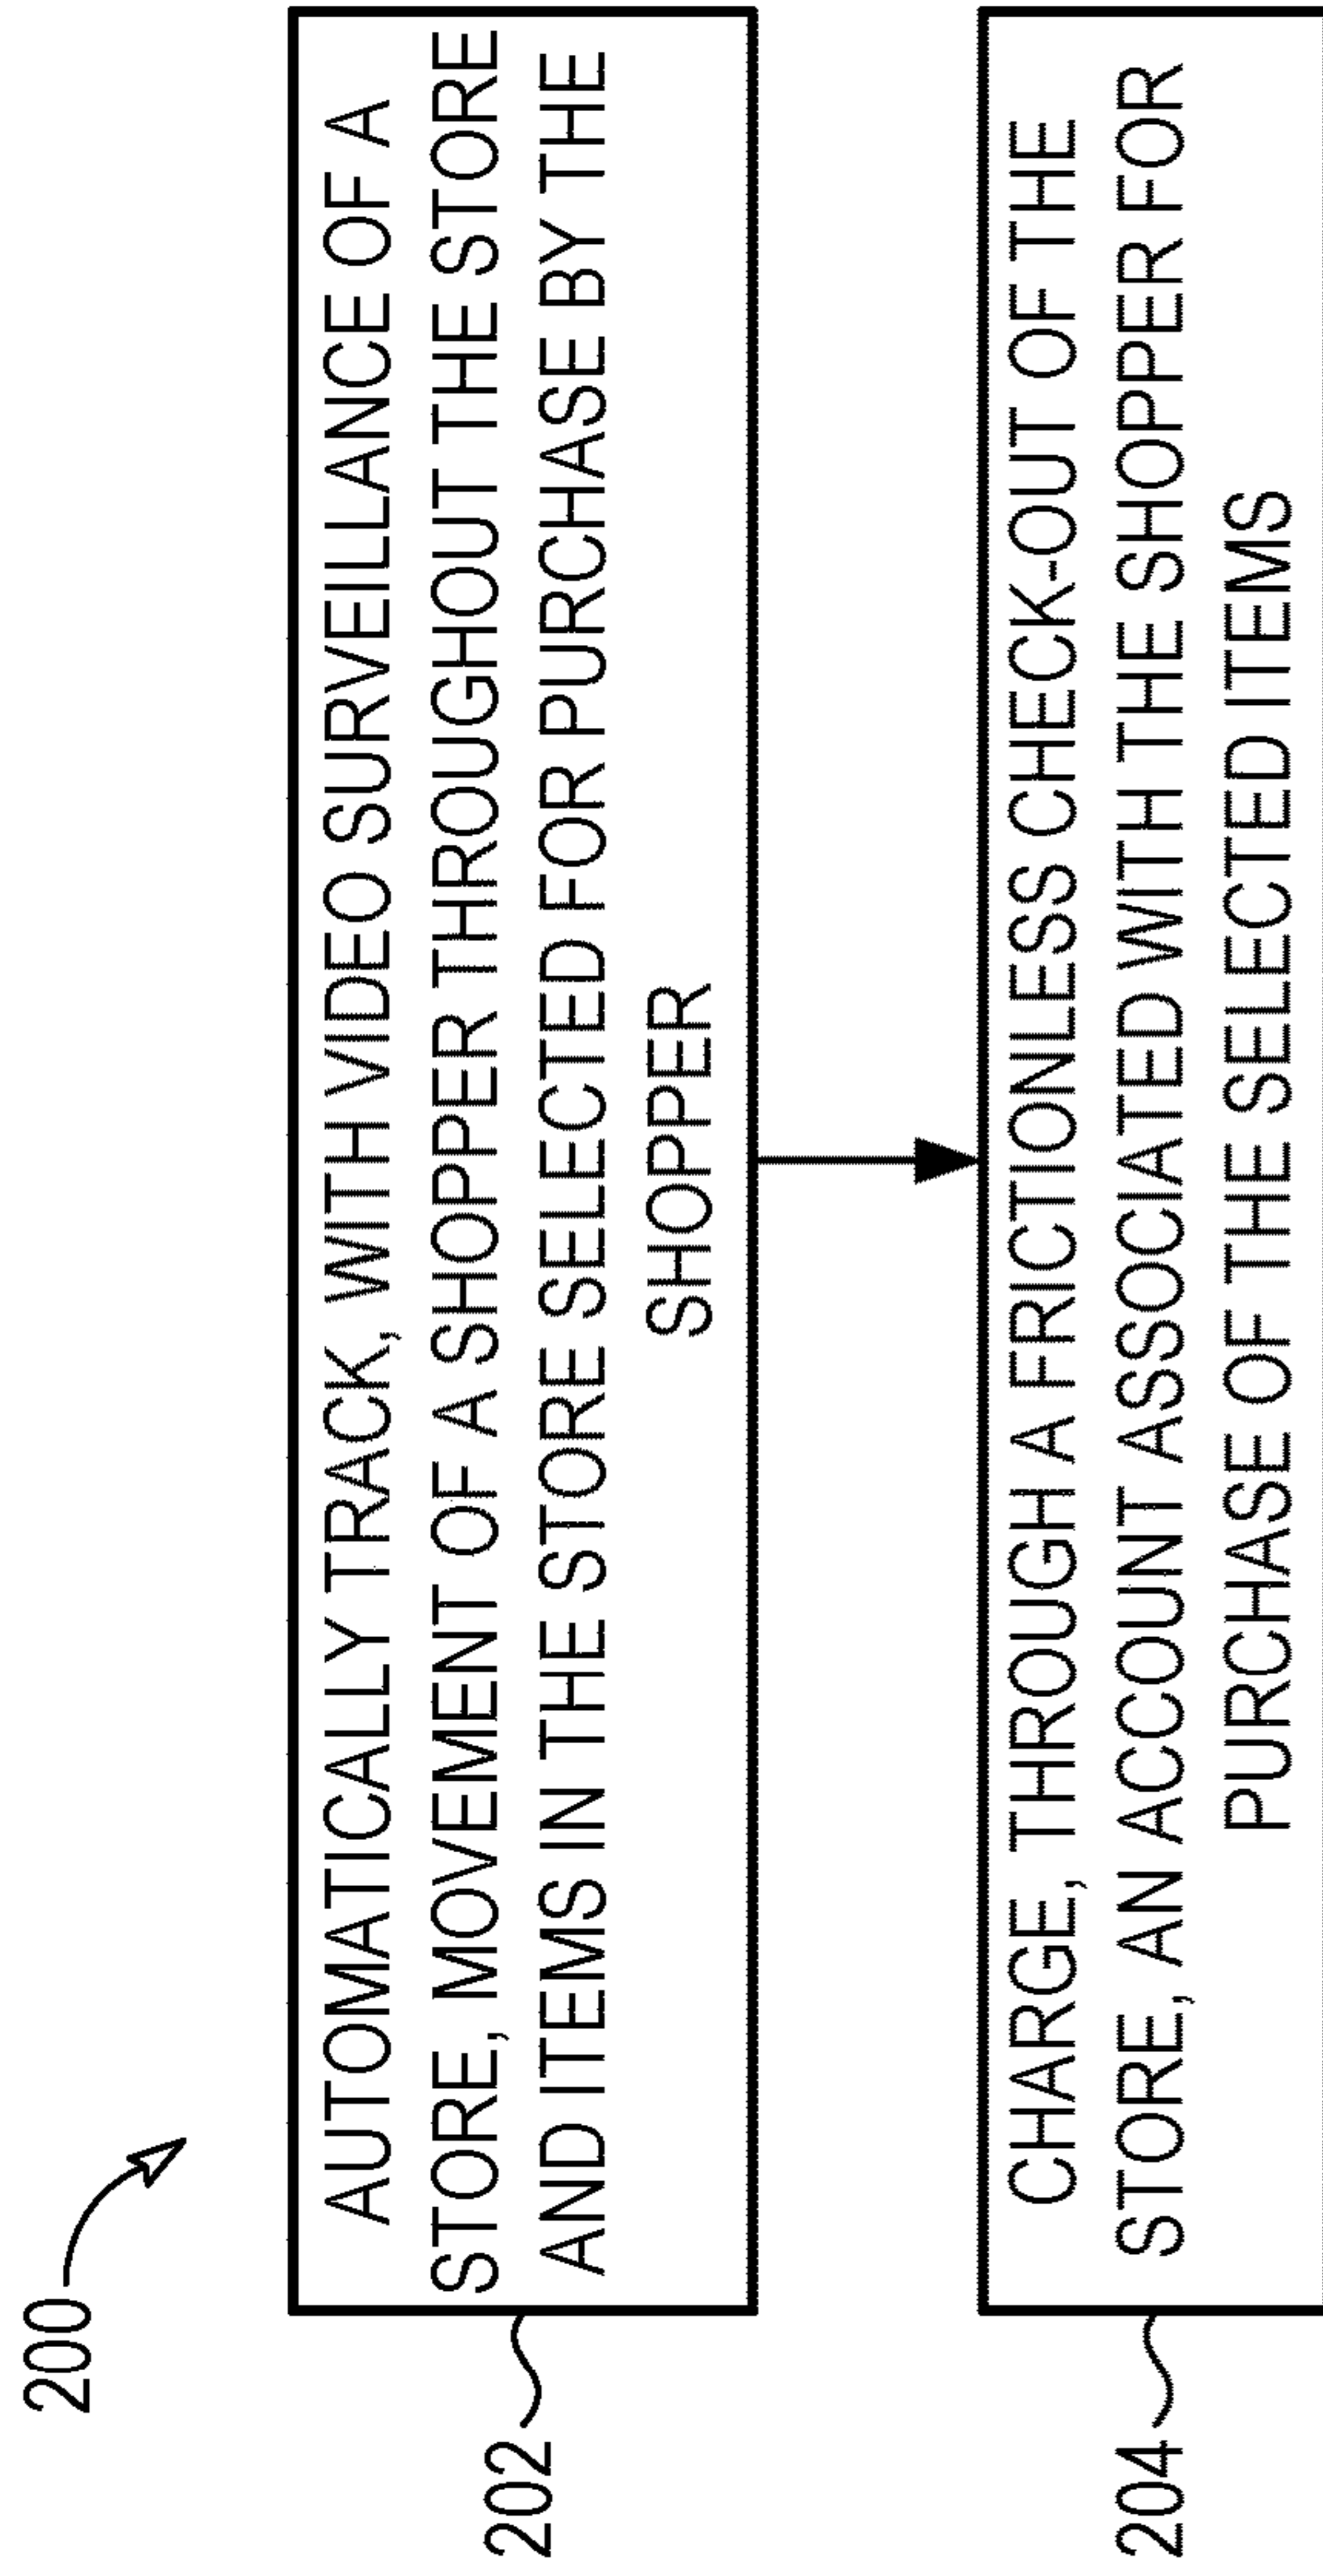 200
202
AUTOMATICALLY TRACK, WITH VIDEO SURVEILLANCE OF A
STORE, MOVEMENT OF A SHOPPER THROUGHOUT THE STORE
AND ITEMS IN THE STORE SELECTED FOR PURCHASE BY THE
SHOPPER
204
CHARGE, THROUGH A FRICTIONLESS CHECK-OUT OF THE
STORE, AN ACCOUNT ASSOCIATED WITH THE SHOPPER FOR
PURCHASE OF THE SELECTED ITEMS